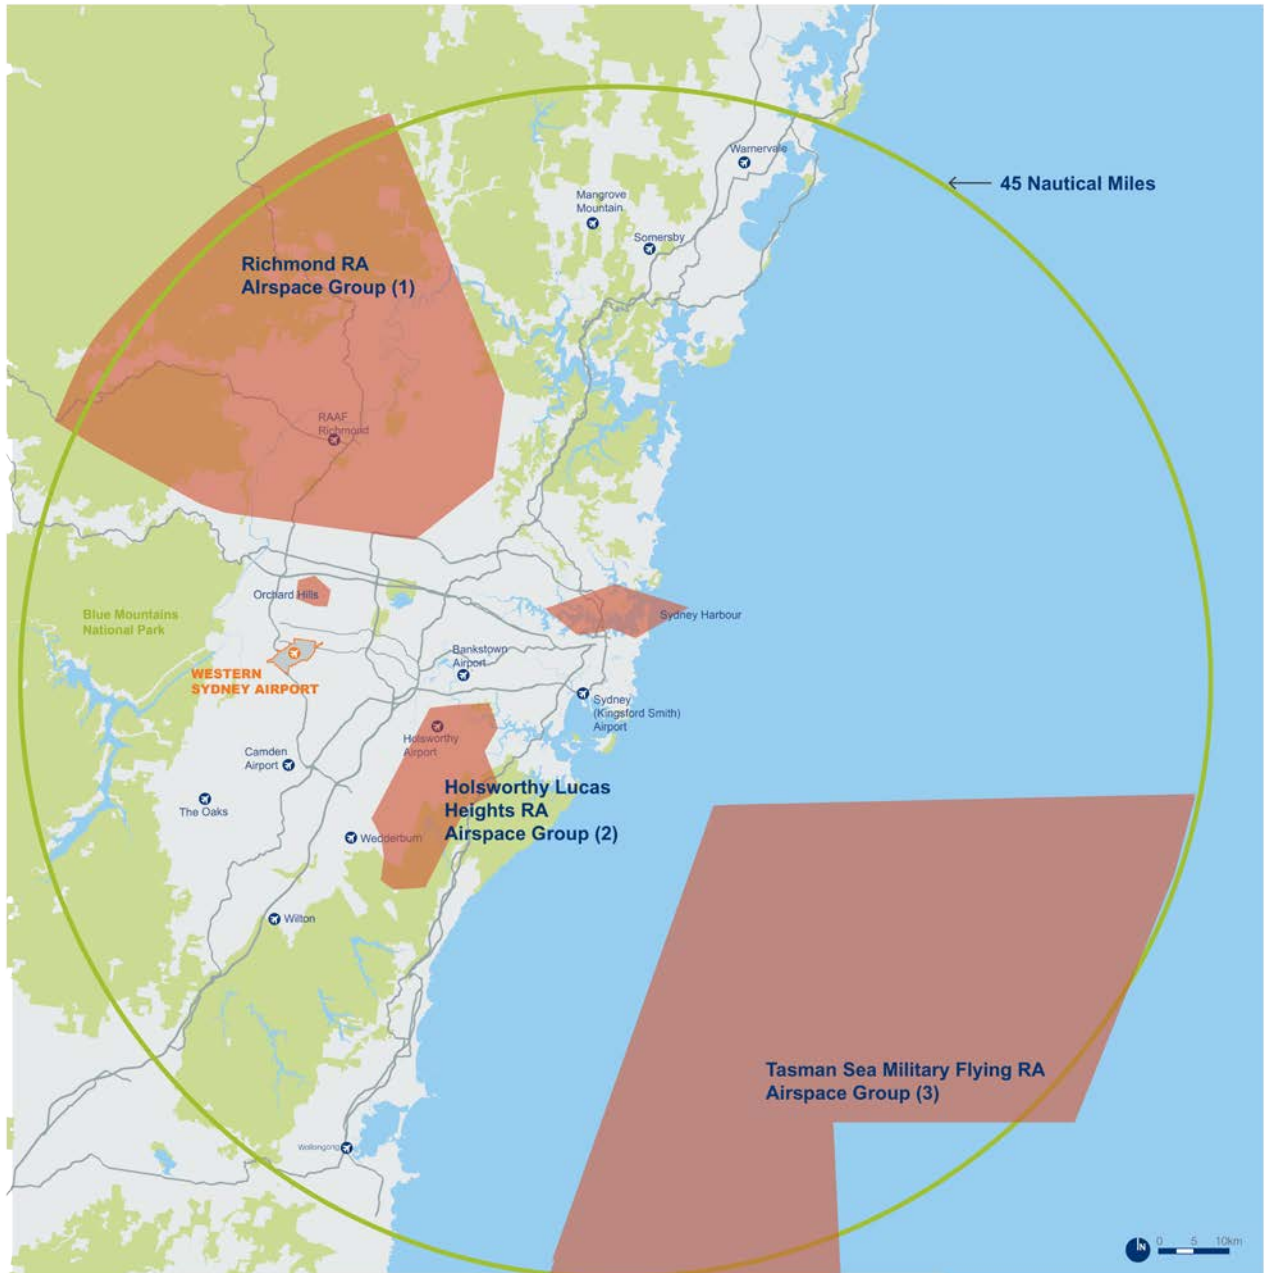 Warnervale
45 Nautical Miles
Mangrove
Mountain
Somersby
Richmond RA
AIrspace Group (1)
RAAF
Richmond
Orchard Hills
Blue Mountains
National Park
Sydney Harbour
Bankstown
Airport
WESTERN
SYDNEY AIRPORT
Sydney
(Kingsford Smith)
Airport
Holsworthy
Airport
Camden
Airport
Holsworthy Lucas
Heights RA
Airspace Group (2)
The Oaks
Wedderburn
Wilton
Tasman Sea Military Flying RA
Airspace Group (3)
Wollongong
N
0 5 10km